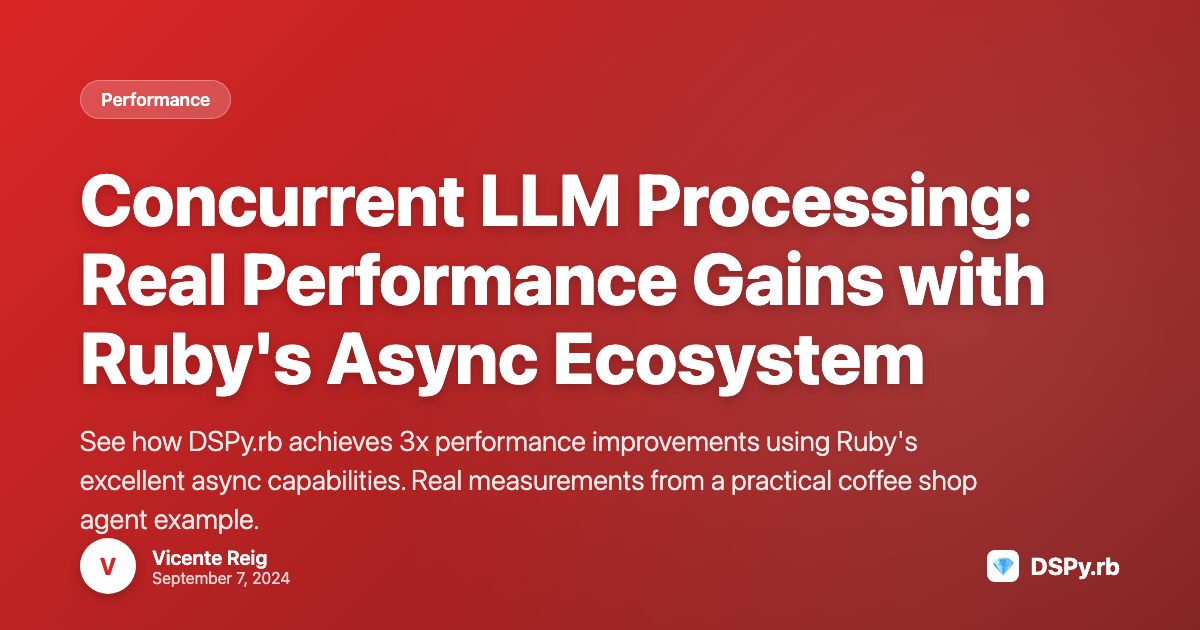 Performance
Concurrent LLM Processing:
Real Performance Gains with
Ruby's Async Ecosystem
See how DSPy.rb achieves 3x performance improvements using Ruby's
excellent async capabilities. Real measurements from a practical coffee shop
agent example.
V
Vicente Reig
September 7, 2024
DSPy.rb